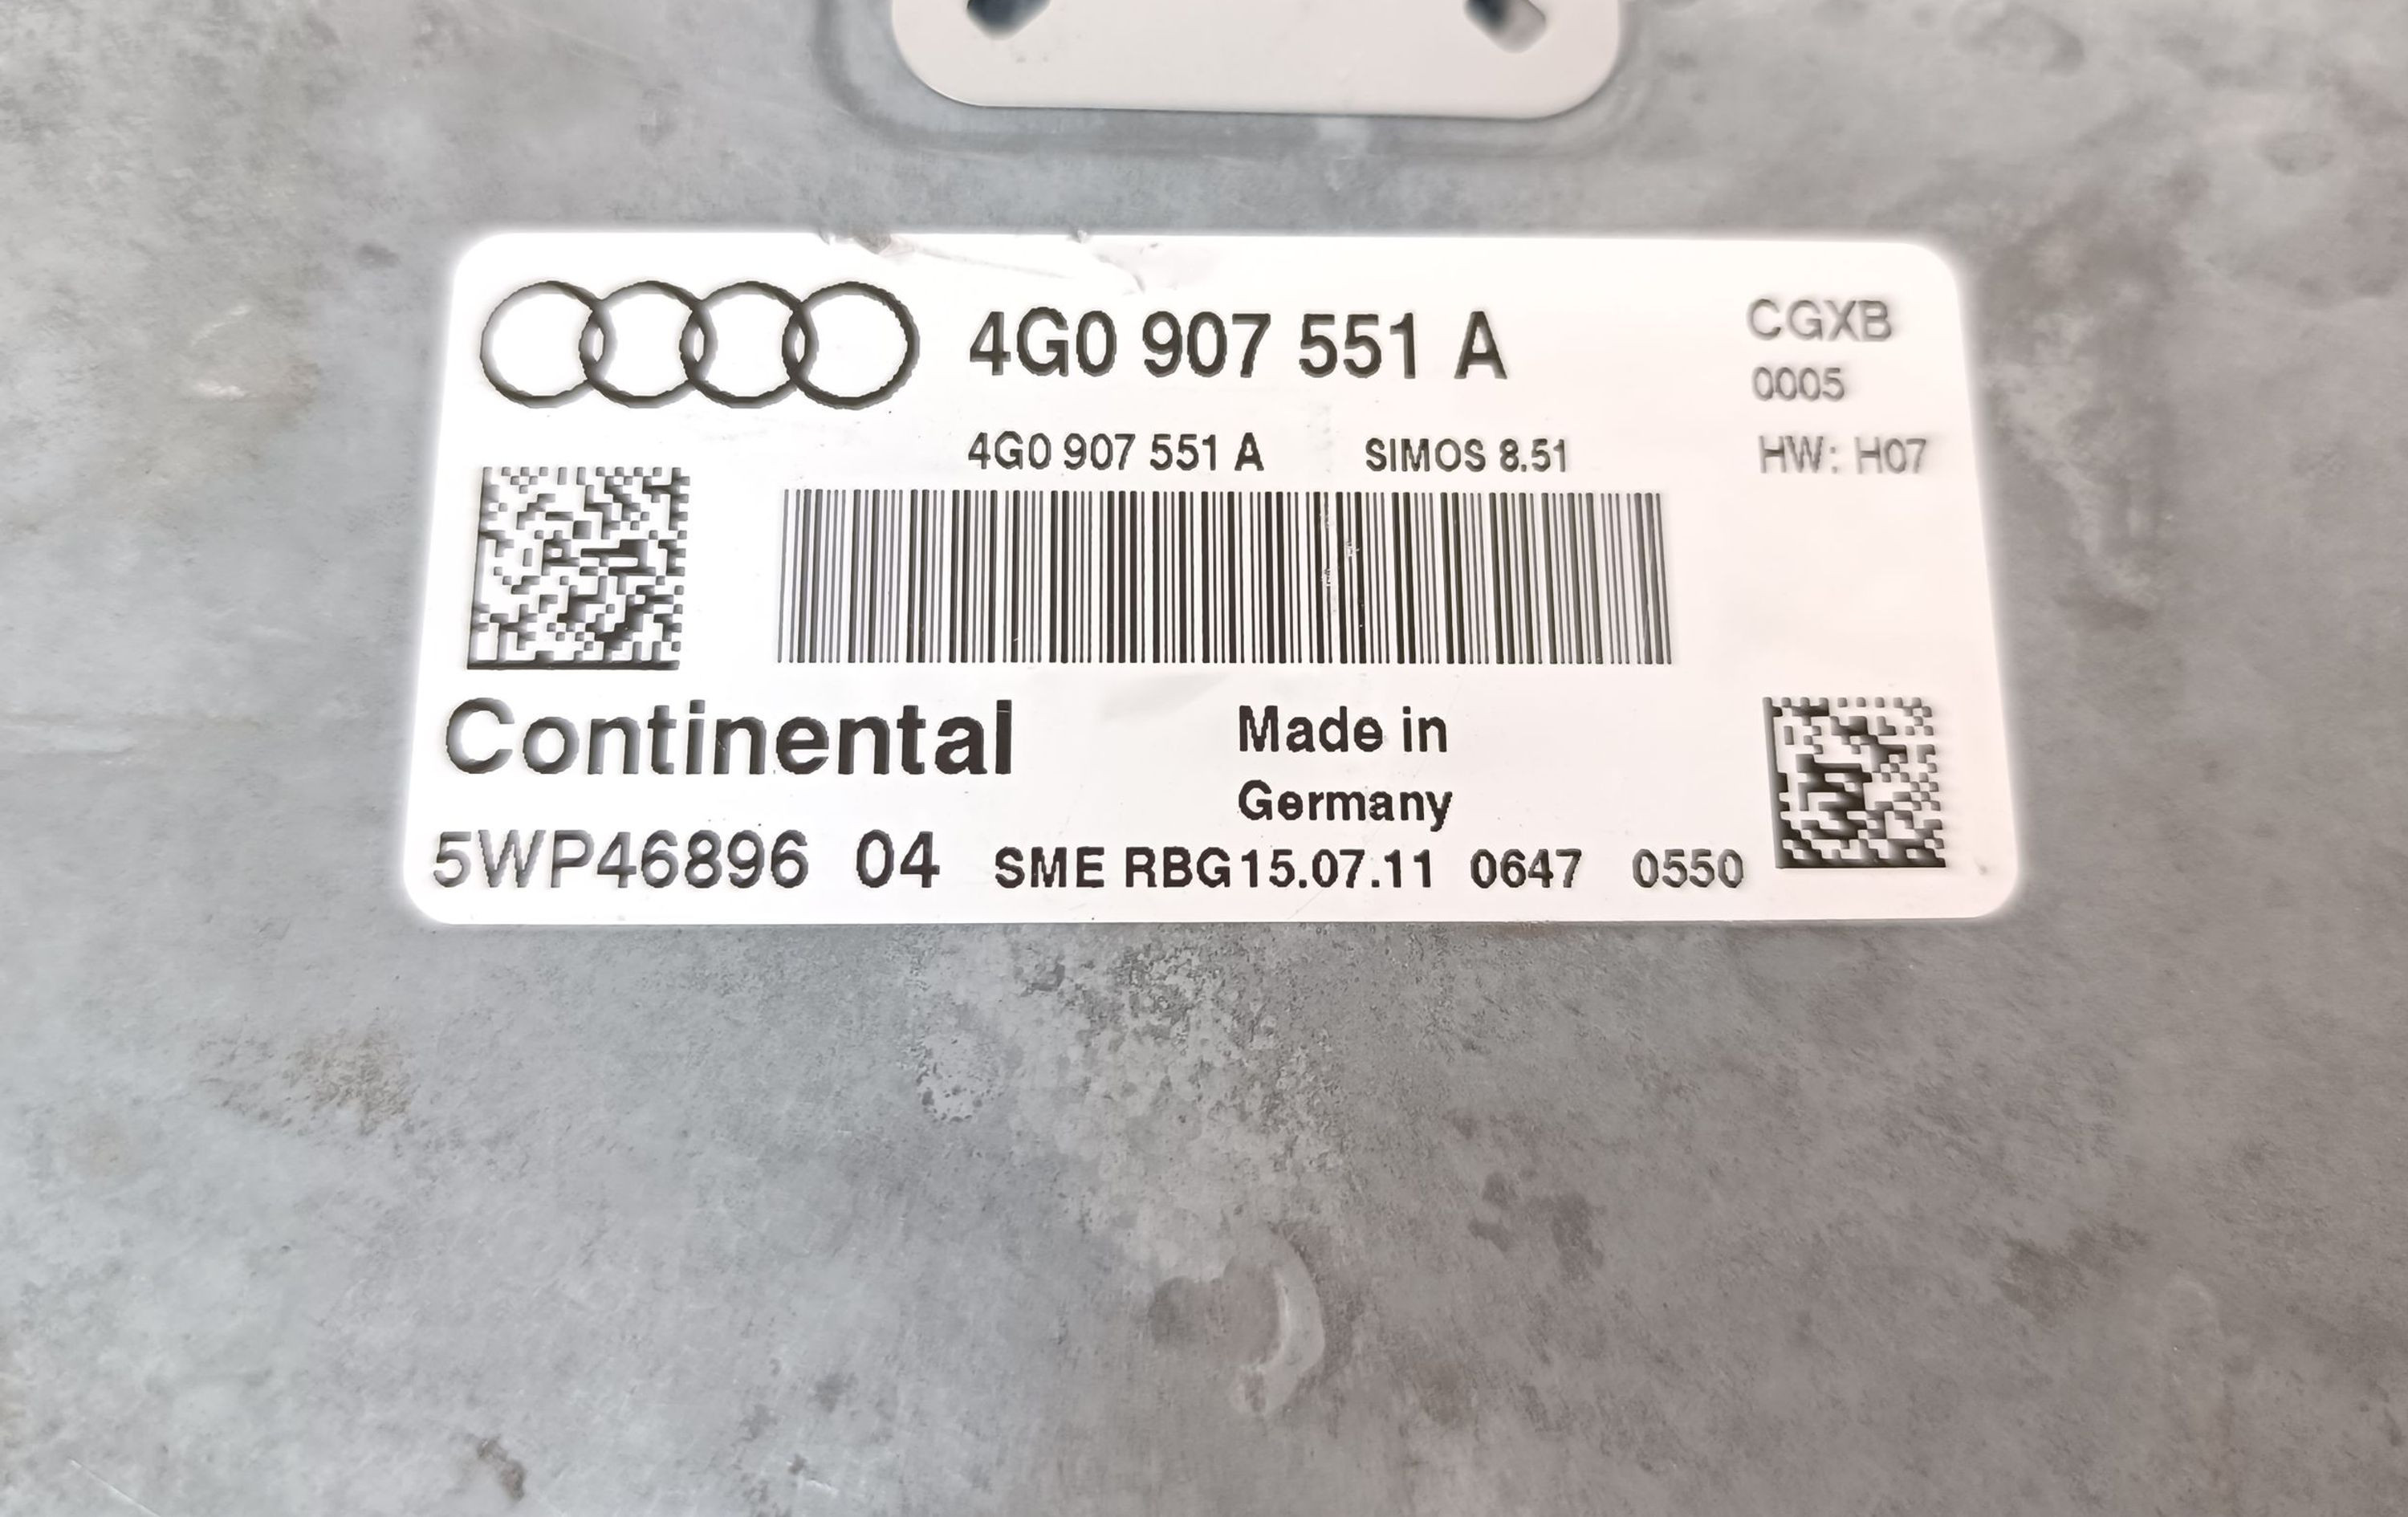 4G0 907 551 A
CGXB
0005
4G0 907 551 A SIMOS 8.51 HW: H07
Continental
Made in
Germany
5WP46896 04 SME RBG15.07.11 0647 0550